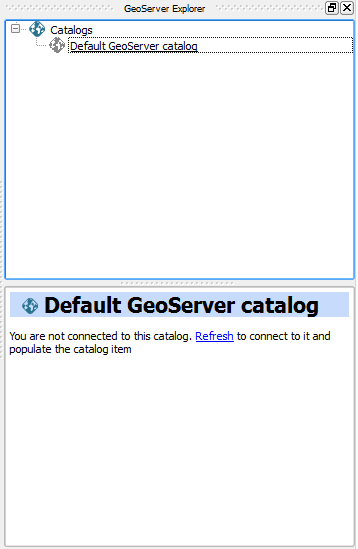 GeoServer Explorer
Catalogs
Default GeoServer catalog
Default GeoServer catalog
You are not connected to this catalog. Refresh to connect to it and
populate the catalog item